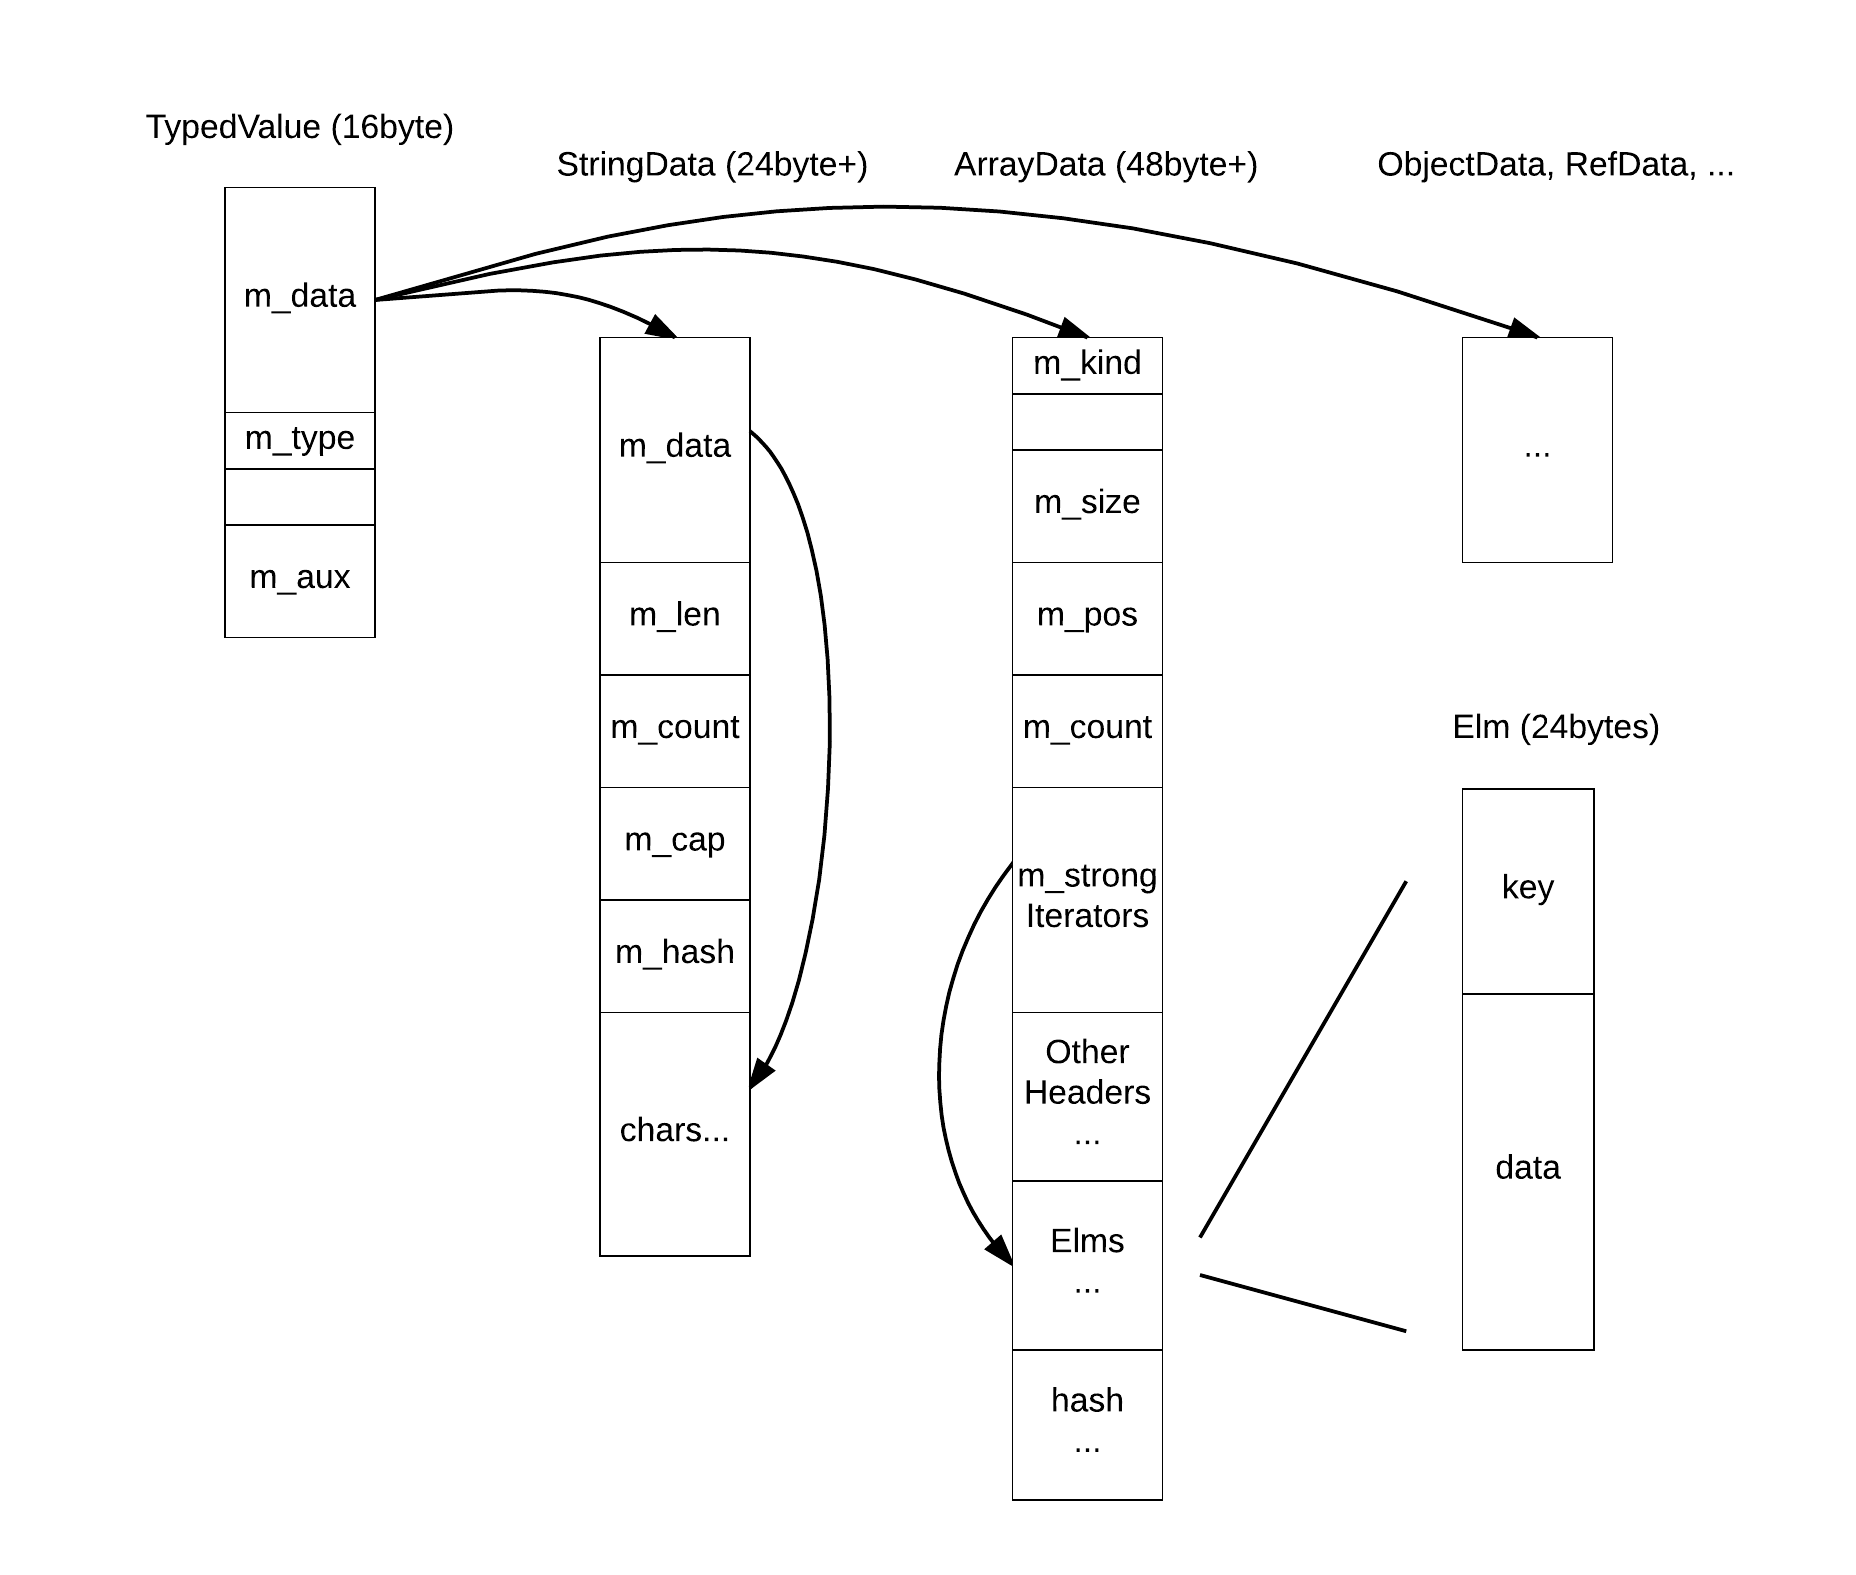 TypedValue (16byte)
m_data
m_type
m_aux
StringData (24byte+)
m_data
m_len
m_count
m_cap
m_hash
chars...
ArrayData (48byte+)
m_kind
m_size
m_pos
m_count
m_strong
Iterators
Other
Headers
...
Elms
...
hash
...
ObjectData, RefData, ...
...
Elm (24bytes)
key
data